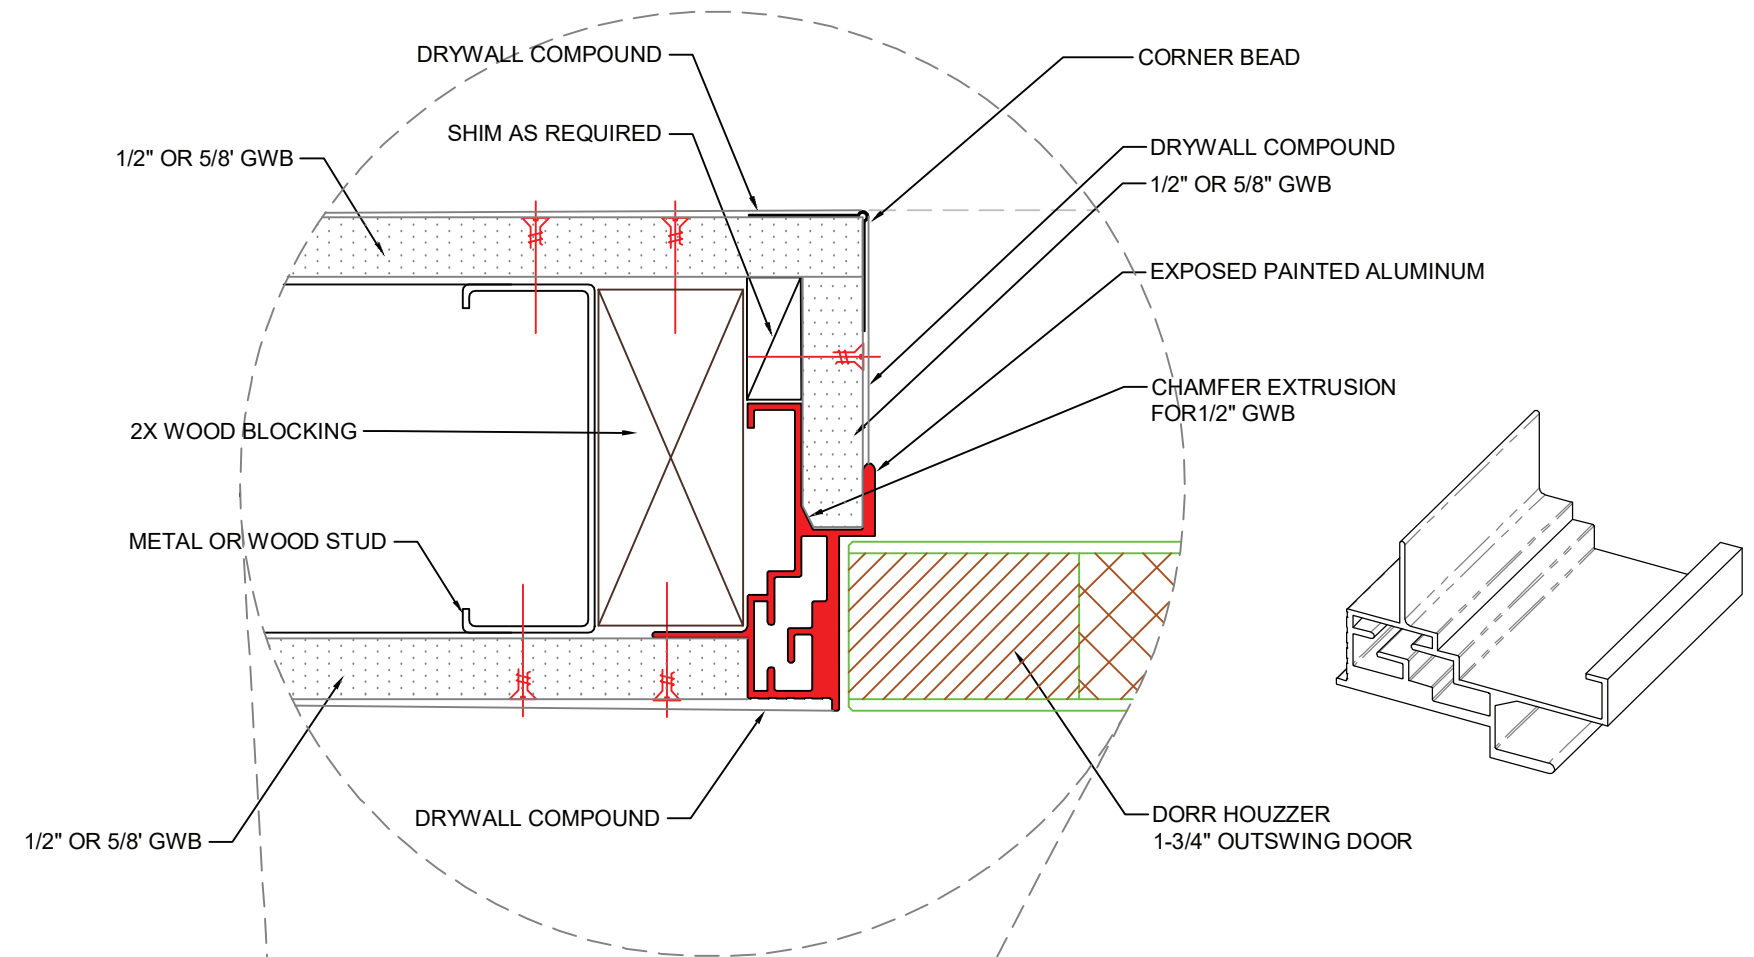 DRYWALL COMPOUND
CORNER BEAD
SHIM AS REQUIRED
DRYWALL COMPOUND
1/2" OR 5/8' GWB
1/2" OR 5/8" GWB
EXPOSED PAINTED ALUMINUM
CHAMFER EXTRUSION
FOR1/2" GWB
2X WOOD BLOCKING
METAL OR WOOD STUD
DORR HOUZZER
1-3/4" OUTSWING DOOR
DRYWALL COMPOUND
1/2" OR 5/8' GWB